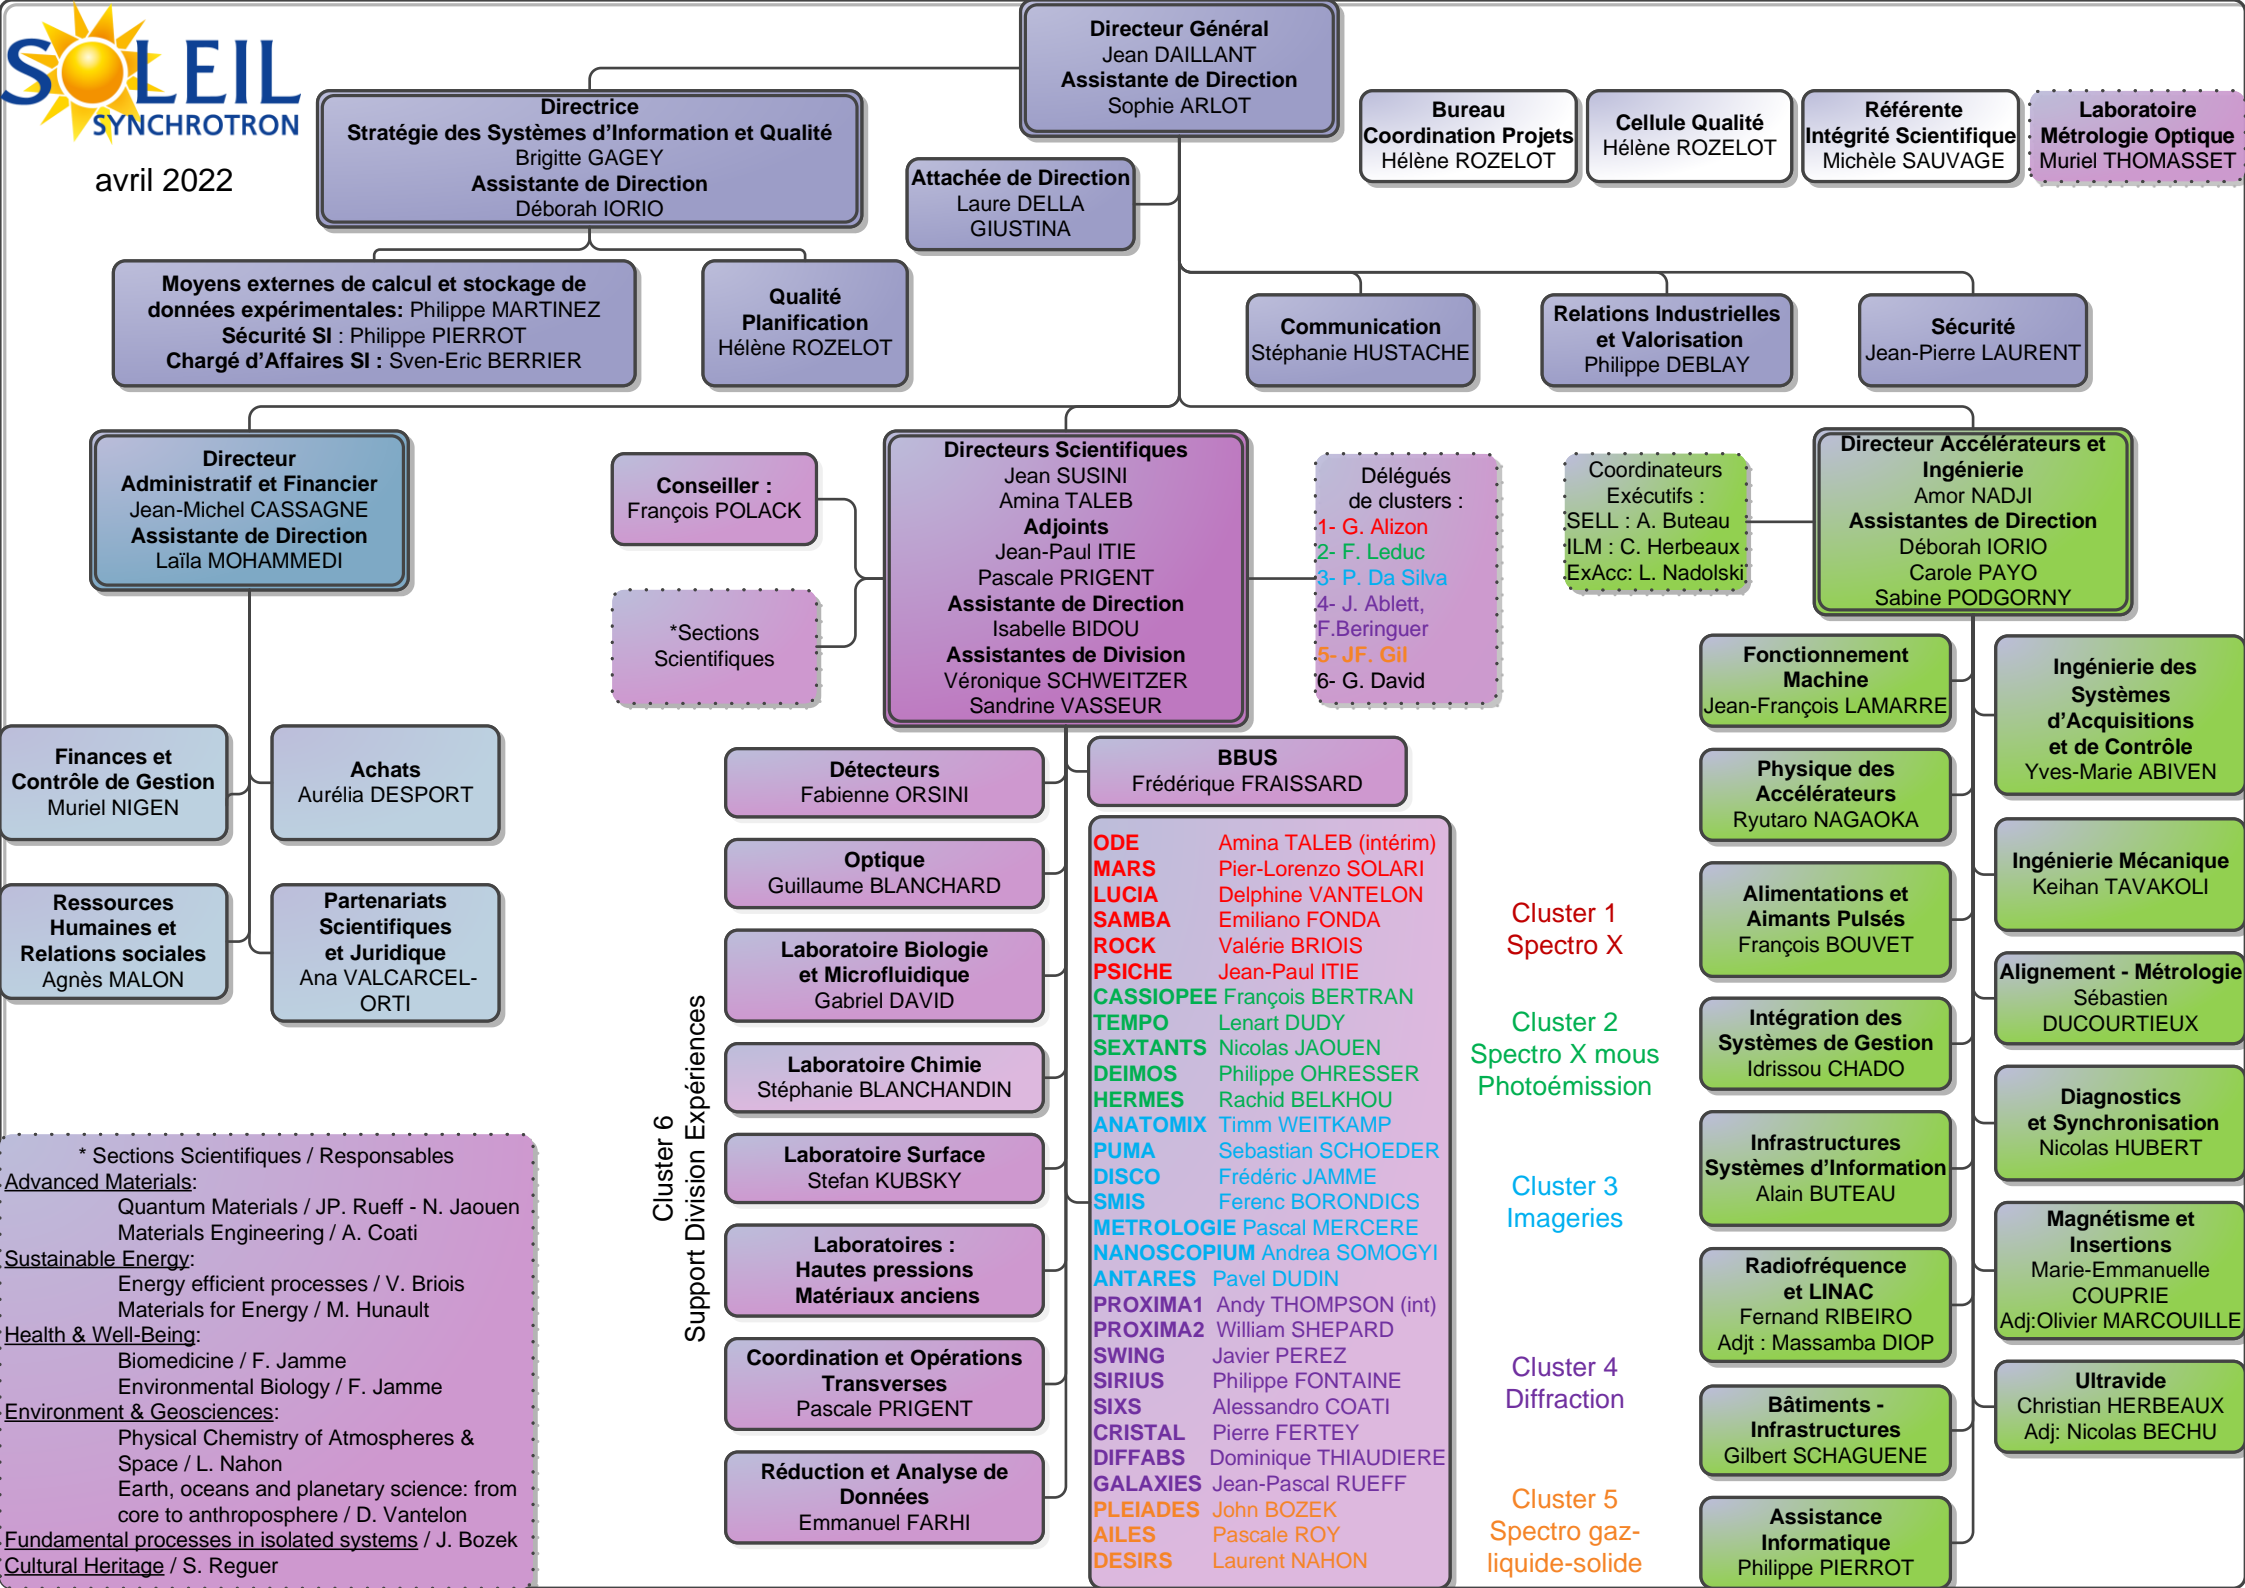 SOLEIL
SYNCHROTRON
avril 2022
Directeur Général
Jean DAILLANT
Assistante de Direction
Sophie ARLOT
Directrice
Stratégie des Systèmes d'Information et Qualité
Brigitte GAGEY
Assistante de Direction
Déborah IORIO
Attachée de Direction
Laure DELLA
GIUSTINA
Bureau
Coordination Projets
Hélène ROZELOT
Cellule Qualité
Hélène ROZELOT
Référente
Intégrité Scientifique
Michèle SAUVAGE
Laboratoire
Métrologie Optique
Muriel THOMASSET
Moyens externes de calcul et stockage de
données expérimentales: Philippe MARTINEZ
Sécurité SI : Philippe PIERROT
Chargé d'Affaires SI : Sven-Eric BERRIER
Qualité
Planification
Hélène ROZELOT
Communication
Stéphanie HUSTACHE
Relations Industrielles
et Valorisation
Philippe DEBLAY
Sécurité
Jean-Pierre LAURENT
Directeur
Administratif et Financier
Jean-Michel CASSAGNE
Assistante de Direction
Laïla MOHAMMEDI
Conseiller :
François POLACK
*Sections
Scientifiques
Directeurs Scientifiques
Jean SUSINI
Amina TALEB
Adjoints
Jean-Paul ITIE
Pascale PRIGENT
Assistante de Direction
Isabelle BIDOU
Assistantes de Division
Véronique SCHWEITZER
Sandrine VASSEUR
Délégués
de clusters :
1- G. Alizon
2- F. Leduc
3- P. Da Silva
4- J. Ablett,
F.Beringuer
5- JF. Gil
6- G. David
Coordinateurs
Exécutifs :
SELL : A. Buteau
ILM : C. Herbeaux
ExAcc: L. Nadolski
Directeur Accélérateurs et
Ingénierie
Amor NADJI
Assistantes de Direction
Déborah IORIO
Carole PAYO
Sabine PODGORNY
Finances et
Contrôle de Gestion
Muriel NIGEN
Achats
Aurélia DESPORT
Ressources
Humaines et
Relations sociales
Agnès MALON
Partenariats
Scientifiques
et Juridique
Ana VALCARCEL-
ORTI
* Sections Scientifiques / Responsables
Advanced Materials:
Quantum Materials / JP. Rueff - N. Jaouen
Materials Engineering / A. Coati
Sustainable Energy:
Energy efficient processes / V. Briois
Materials for Energy / M. Hunault
Health & Well-Being:
Biomedicine / F. Jamme
Environmental Biology / F. Jamme
Environment & Geosciences:
Physical Chemistry of Atmospheres &
Space / L. Nahon
Earth, oceans and planetary science: from
core to anthroposphere / D. Vantelon
Fundamental processes in isolated systems / J. Bozek
Cultural Heritage / S. Reguer
Cluster 6
Support Division Expériences
Détecteurs
Fabienne ORSINI
Optique
Guillaume BLANCHARD
Laboratoire Biologie
et Microfluidique
Gabriel DAVID
Laboratoire Chimie
Stéphanie BLANCHANDIN
Laboratoire Surface
Stefan KUBSKY
Laboratoires :
Hautes pressions
Matériaux anciens
Coordination et Opérations
Transverses
Pascale PRIGENT
Réduction et Analyse de
Données
Emmanuel FARHI
BBUS
Frédérique FRAISSARD
ODE Amina TALEB (intérim)
MARS Pier-Lorenzo SOLARI
LUCIA Delphine VANTELON
SAMBA Emiliano FONDA
ROCK Valérie BRIOIS
PSICHE Jean-Paul ITIE
CASSIOPEE François BERTRAN
TEMPO Lenart DUDY
SEXTANTS Nicolas JAOUEN
DEIMOS Philippe OHRESSER
HERMES Rachid BELKHOU
ANATOMIX Timm WEITKAMP
PUMA Sebastian SCHOEDER
DISCO Frédéric JAMME
SMIS Ferenc BORONDICS
METROLOGIE Pascal MERCERE
NANOSCOPIUM Andrea SOMOGYI
ANTARES Pavel DUDIN
PROXIMA1 Andy THOMPSON (int)
PROXIMA2 William SHEPARD
SWING Javier PEREZ
SIRIUS Philippe FONTAINE
SIXS Alessandro COATI
CRISTAL Pierre FERTEY
DIFFABS Dominique THIAUDIERE
GALAXIES Jean-Pascal RUEFF
PLEIADES John BOZEK
AILES Pascale ROY
DESIRS Laurent NAHON
Cluster 1
Spectro X
Cluster 2
Spectro X mous
Photoémission
Cluster 3
Imageries
Cluster 4
Diffraction
Cluster 5
Spectro gaz-
liquide-solide
Fonctionnement
Machine
Jean-François LAMARRE
Physique des
Accélérateurs
Ryutaro NAGAOKA
Alimentations et
Aimants Pulsés
François BOUVET
Intégration des
Systèmes de Gestion
Idrissou CHADO
Infrastructures
Systèmes d'Information
Alain BUTEAU
Radiofréquence
et LINAC
Fernand RIBEIRO
Adjt : Massamba DIOP
Bâtiments -
Infrastructures
Gilbert SCHAGUENE
Assistance
Informatique
Philippe PIERROT
Ingénierie des
Systèmes
d'Acquisitions
et de Contrôle
Yves-Marie ABIVEN
Ingénierie Mécanique
Keihan TAVAKOLI
Alignement - Métrologie
Sébastien
DUCOURTIEUX
Diagnostics
et Synchronisation
Nicolas HUBERT
Magnétisme et
Insertions
Marie-Emmanuelle
COUPRIE
Adj:Olivier MARCOUILLE
Ultravide
Christian HERBEAUX
Adj: Nicolas BECHU